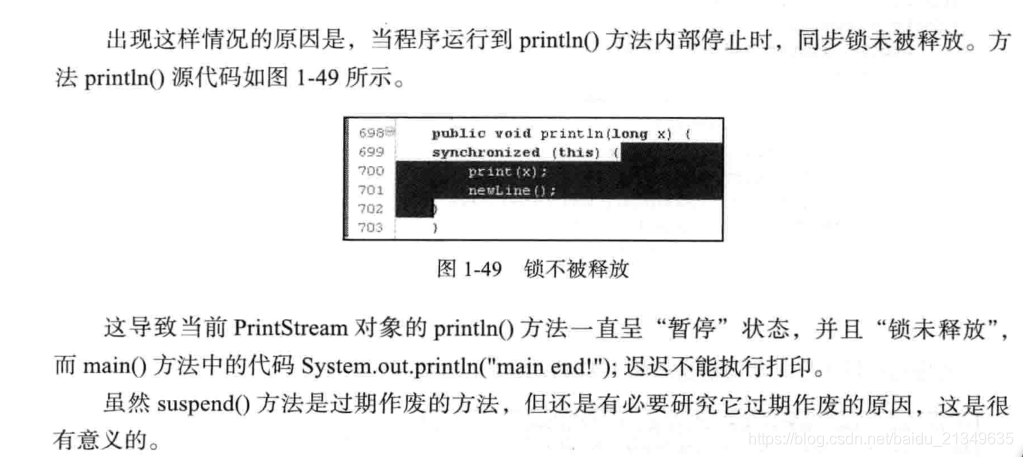 出现这样情况的原因是，当程序运行到 println() 方法内部停止时，同步锁未被释放。方
法 println() 源代码如图 1-49 所示。
698 public void println(long x) {
699 synchronized (this) {
700 print(x);
701 newLine();
702 }
703 }
图 1-49 锁不被释放
这导致当前 PrintStream 对象的 println() 方法一直呈“暂停”状态，并且“锁未释放”，
而 main() 方法中的代码 System.out.println("main end!"); 迟迟不能执行打印。
虽然 suspend() 方法是过期作废的方法，但还是有必要研究它过期作废的原因，这是很
有意义的。
https://blog.csdn.net/baidu_21349635